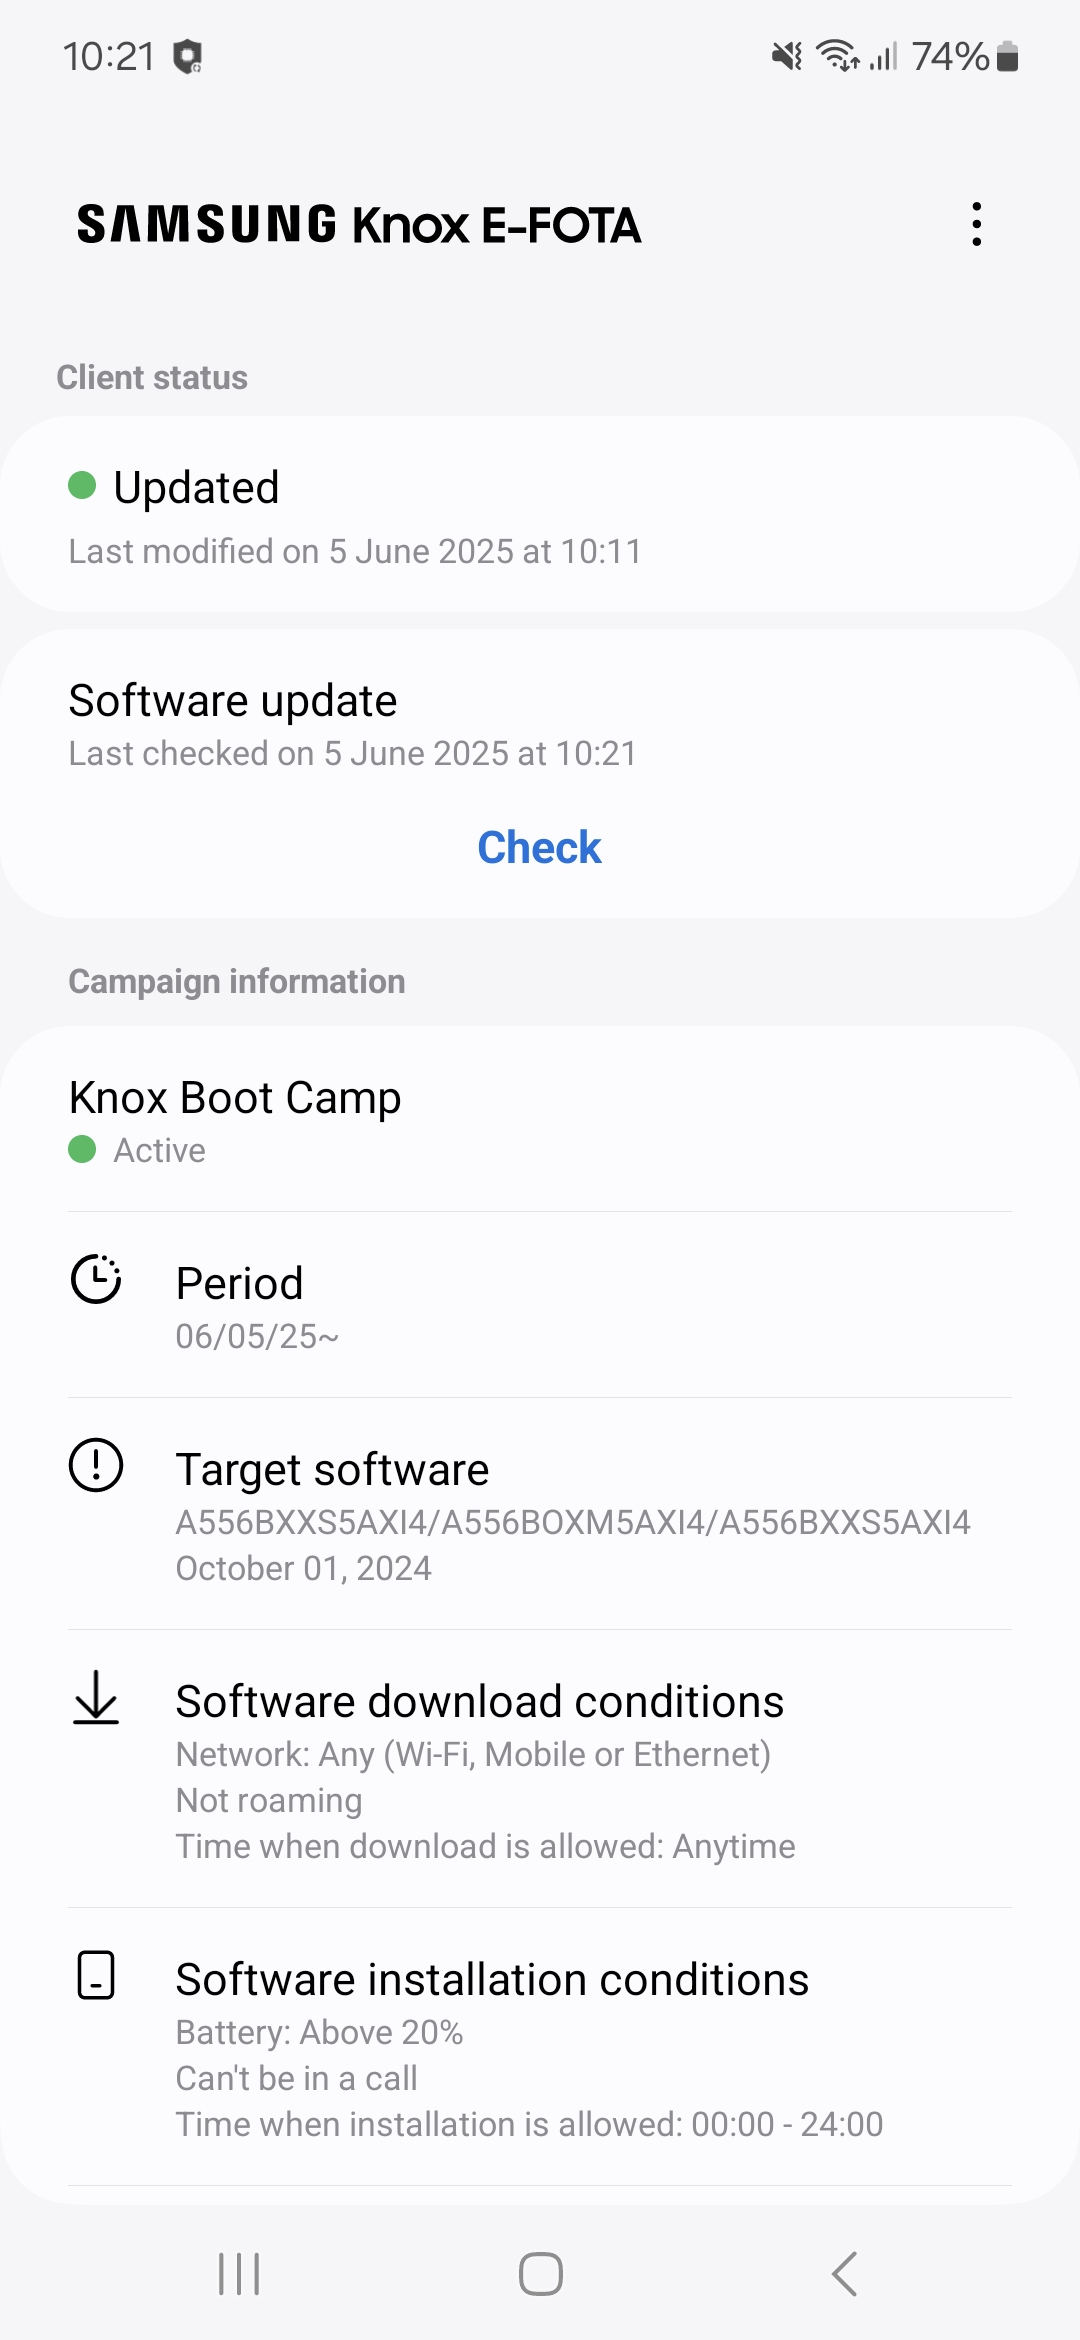 10:21
74%
SAMSUNG Knox E-FOTA
Client status
Updated
Last modified on 5 June 2025 at 10:11
Software update
Last checked on 5 June 2025 at 10:21
Check
Campaign information
Knox Boot Camp
Active
Period
06/05/25~
Target software
A556BXXS5AXI4/A556BOXM5AXI4/A556BXXS5AXI4
October 01, 2024
Software download conditions
Network: Any (Wi-Fi, Mobile or Ethernet)
Not roaming
Time when download is allowed: Anytime
Software installation conditions
Battery: Above 20%
Can't be in a call
Time when installation is allowed: 00:00 - 24:00